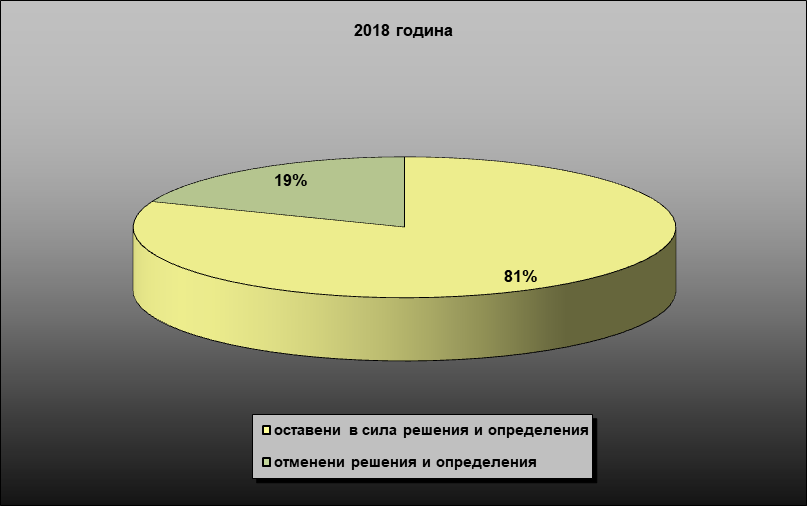 2018 година
19%
81%
оставени в сила решения и определения
отменени решения и определения